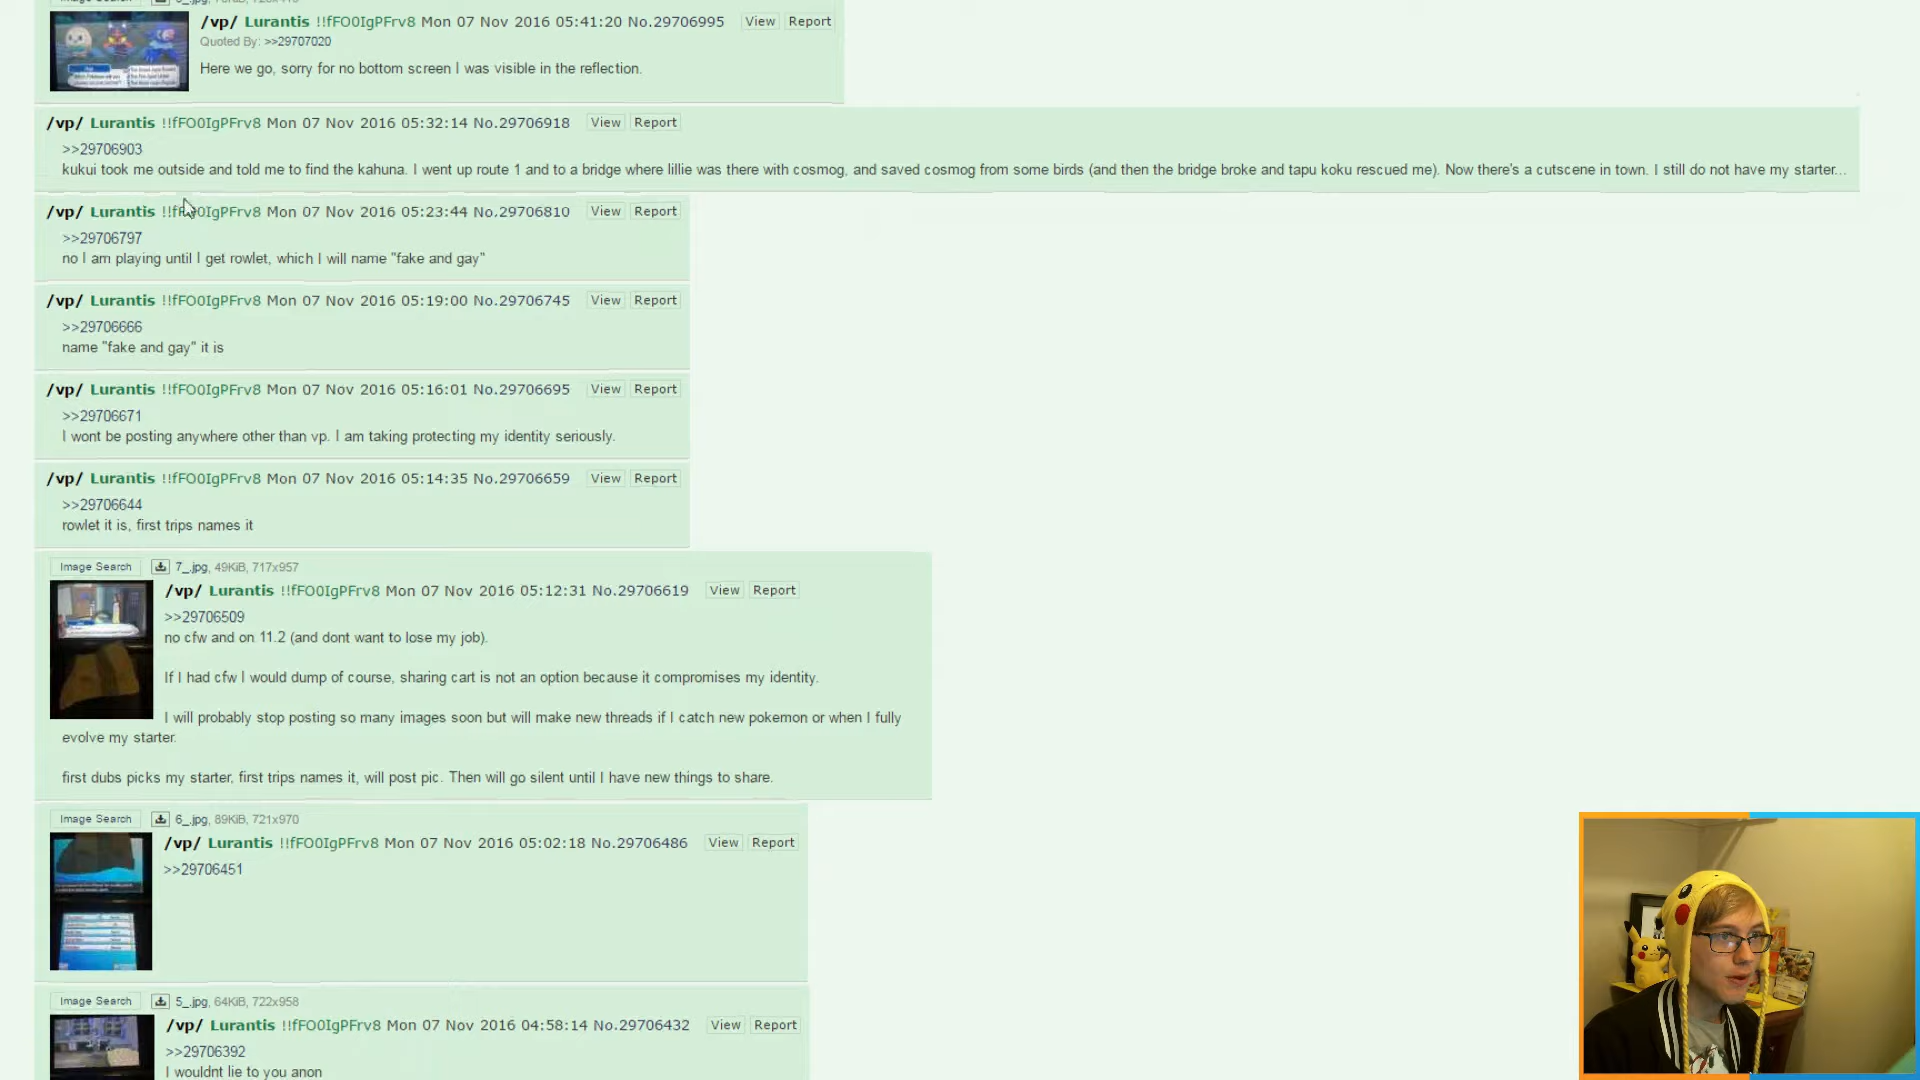 /vp/ Lurantis !!fFO0IgPFrv8 Mon 07 Nov 2016 05:41:20 No.29706995 View Report
Quoted By: >>29707020
Here we go, sorry for no bottom screen I was visible in the reflection.
/vp/ Lurantis !!fFO0IgPFrv8 Mon 07 Nov 2016 05:32:14 No.29706918 View Report
>>29706903
kukui took me outside and told me to find the kahuna. I went up route 1 and to a bridge where lillie was there with cosmog, and saved cosmog from some birds (and then the bridge broke and tapu koku rescued me). Now there's a cutscene in town. I still do not have my starter...
/vp/ Lurantis !!fFO0IgPFrv8 Mon 07 Nov 2016 05:23:44 No.29706810 View Report
>>29706797
no I am playing until I get rowlet, which I will name "fake and gay"
/vp/ Lurantis !!fFO0IgPFrv8 Mon 07 Nov 2016 05:19:00 No.29706745 View Report
>>29706666
name "fake and gay" it is
/vp/ Lurantis !!fFO0IgPFrv8 Mon 07 Nov 2016 05:16:01 No.29706695 View Report
>>29706671
I wont be posting anywhere other than vp. I am taking protecting my identity seriously.
/vp/ Lurantis !!fFO0IgPFrv8 Mon 07 Nov 2016 05:14:35 No.29706659 View Report
>>29706644
rowlet it is, first trips names it
Image Search 7_.jpg, 49KiB, 717x957
/vp/ Lurantis !!fFO0IgPFrv8 Mon 07 Nov 2016 05:12:31 No.29706619 View Report
>>29706509
no cfw and on 11.2 (and dont want to lose my job).
If I had cfw I would dump of course, sharing cart is not an option because it compromises my identity.
I will probably stop posting so many images soon but will make new threads if I catch new pokemon or when I fully
evolve my starter.
first dubs picks my starter, first trips names it, will post pic. Then will go silent until I have new things to share.
Image Search 6_.jpg, 89KiB, 721x970
/vp/ Lurantis !!fFO0IgPFrv8 Mon 07 Nov 2016 05:02:18 No.29706486 View Report
>>29706451
Image Search 5_.jpg, 64KiB, 722x958
/vp/ Lurantis !!fFO0IgPFrv8 Mon 07 Nov 2016 04:58:14 No.29706432 View Report
>>29706392
I wouldnt lie to you anon